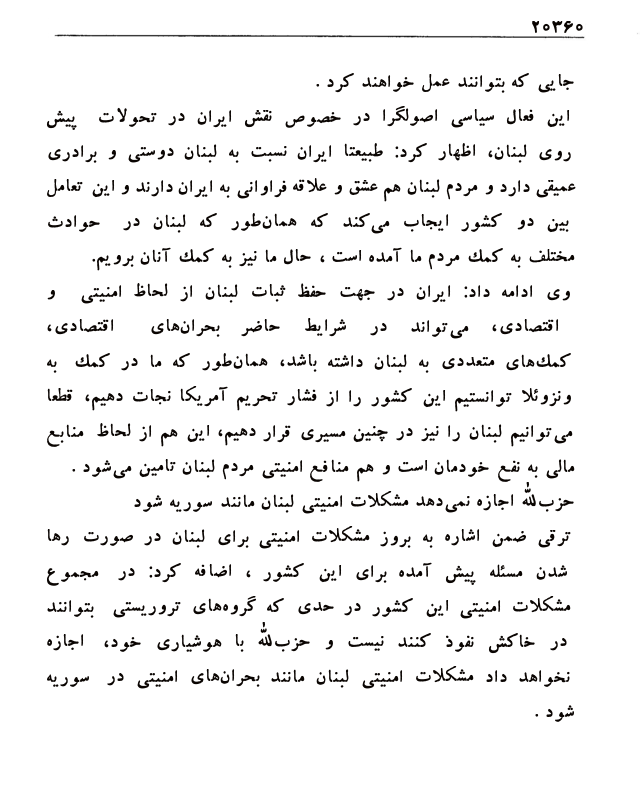 ۲۰۳۶۰
جایی که بتوانند عمل خواهند کرد .
این فعال سیاسی اصولگرا در خصوص نقش ایران در تحولات پیش
روی لبنان، اظهار کرد: طبیعتا ایران نسبت به لبنان دوستی و برادری
عمیقی دارد و مردم لبنان هم عشق و علاقه فراوانی به ایران دارند و این تعامل
بین دو کشور ایجاب می‌کند که همان‌طور که لبنان در حوادث
مختلف به کمك مردم ما آمده است ، حال ما نیز به کمك آنان برویم.
وی ادامه داد: ایران در جهت حفظ ثبات لبنان از لحاظ امنیتی و
اقتصادی، می‌تواند در شرایط حاضر بحران‌های اقتصادی،
کمك‌های متعددی به لبنان داشته باشد، همان‌طور که ما در کمك به
ونزوئلا توانستیم این کشور را از فشار تحریم آمریکا نجات دهیم، قطعا
می‌توانیم لبنان را نیز در چنین مسیری قرار دهیم، این هم از لحاظ منابع
مالی به نفع خودمان است و هم منافع امنیتی مردم لبنان تامین می‌شود .
حزب‌الله اجازه نمی‌دهد مشکلات امنیتی لبنان مانند سوریه شود
ترقی ضمن اشاره به بروز مشکلات امنیتی برای لبنان در صورت رها
شدن مسئله پیش آمده برای این کشور ، اضافه کرد: در مجموع
مشکلات امنیتی این کشور در حدی که گروه‌های تروریستی بتوانند
در خاکش نفوذ کنند نیست و حزب‌الله با هوشیاری خود، اجازه
نخواهد داد مشکلات امنیتی لبنان مانند بحران‌های امنیتی در سوریه
شود .